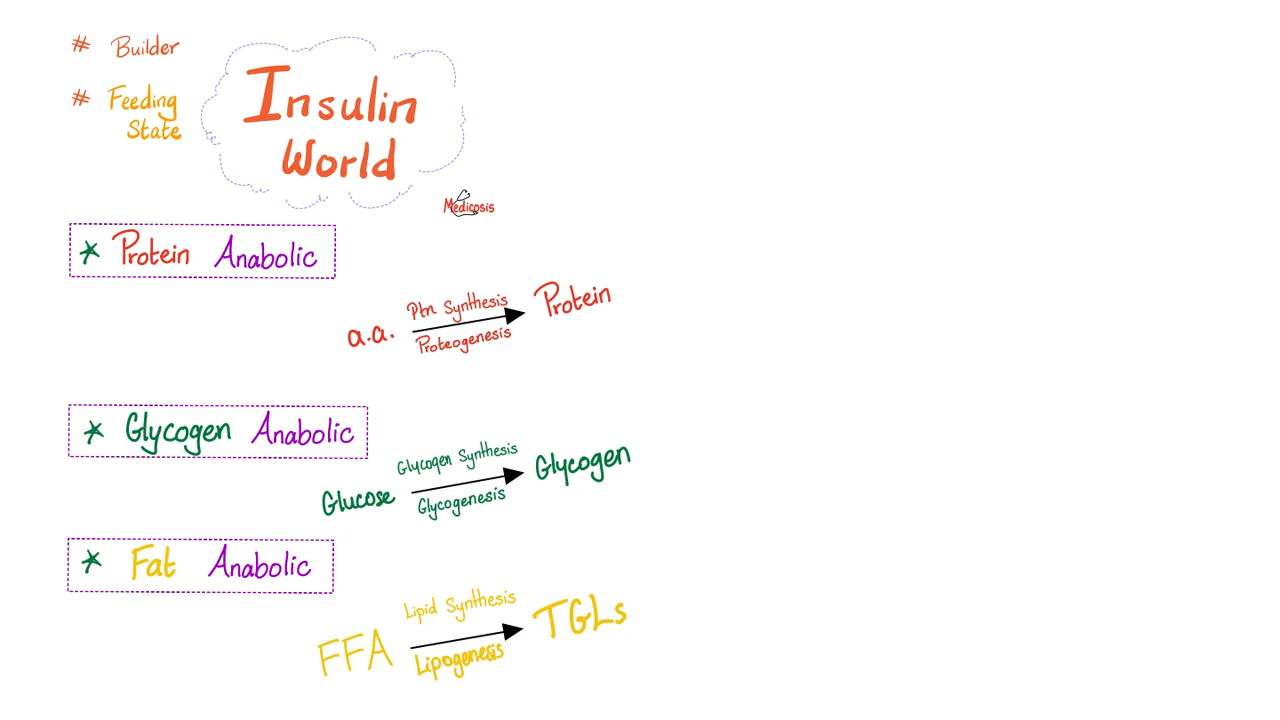 # Builder
# Feeding
State
Insulin
World
Medicosis
* Protein Anabolic
a.a.
Ptn Synthesis
Proteogenesis
Protein
* Glycogen Anabolic
Glucose
Glycogen Synthesis
Glycogenesis
Glycogen
* Fat Anabolic
FFA
Lipid Synthesis
Lipogenesis
TGLs